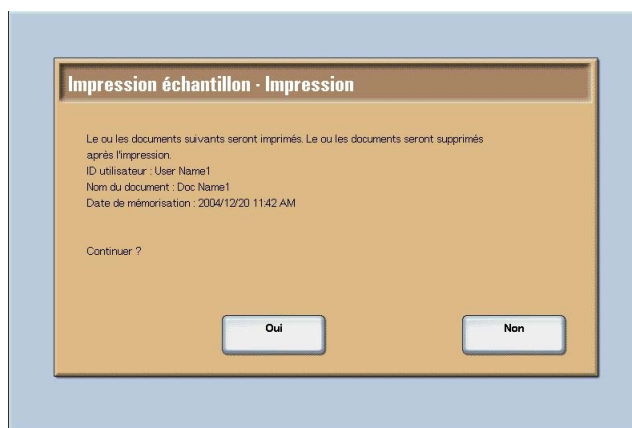 Impression échantillon - Impression
Le ou les documents suivants seront imprimés. Le ou les documents seront supprimés
après l'impression.
ID utilisateur : User Name1
Nom du document : Doc Name1
Date de mémorisation : 2004/12/20 11:42 AM
Continuer ?
Oui
Non